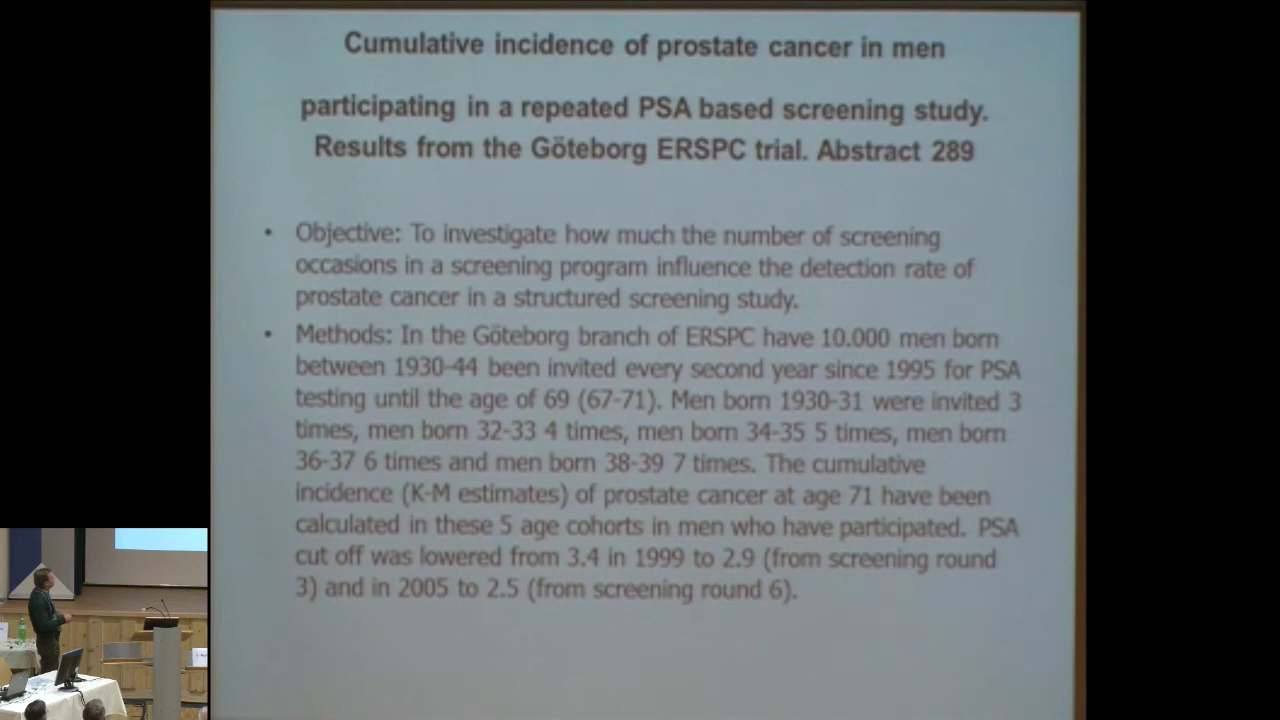 Cumulative incidence of prostate cancer in men
participating in a repeated PSA based screening study.
Results from the Göteborg ERSPC trial. Abstract 289
• Objective: To investigate how much the number of screening
occasions in a screening program influence the detection rate of
prostate cancer in a structured screening study.
• Methods: In the Göteborg branch of ERSPC have 10.000 men born
between 1930-44 been invited every second year since 1995 for PSA
testing until the age of 69 (67-71). Men born 1930-31 were invited 3
times, men born 32-33 4 times, men born 34-35 5 times, men born
36-37 6 times and men born 38-39 7 times. The cumulative
incidence (K-M estimates) of prostate cancer at age 71 have been
calculated in these 5 age cohorts in men who have participated. PSA
cut off was lowered from 3.4 in 1999 to 2.9 (from screening round
3) and in 2005 to 2.5 (from screening round 6).